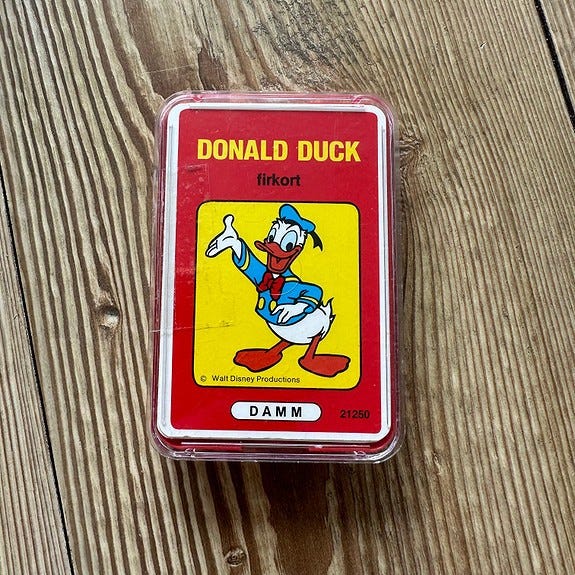 DONALD DUCK
firkort
© Walt Disney Productions
DAMM
21250